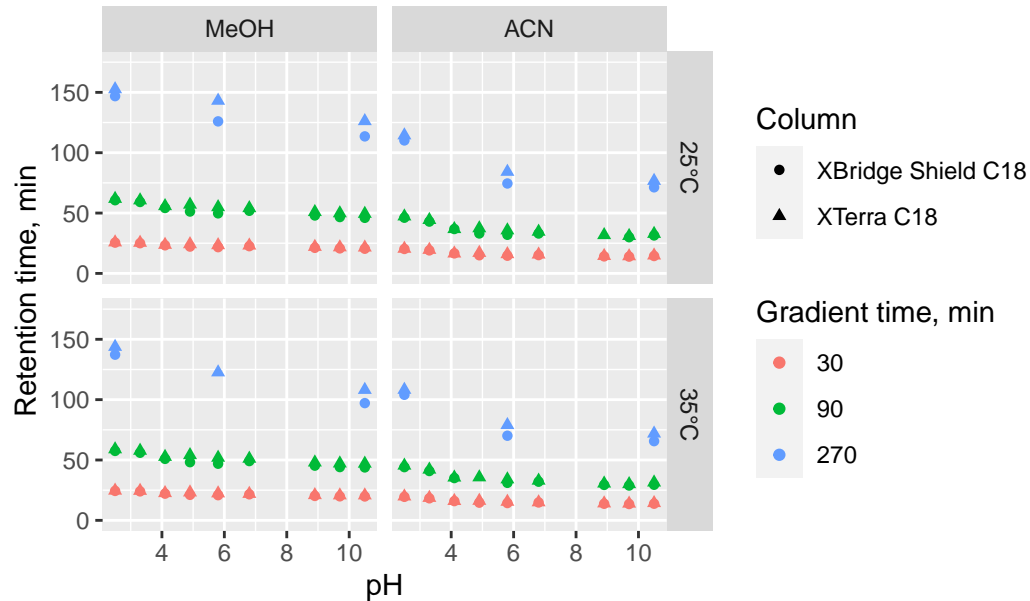 MeOH
ACN
150
100
50
0
25°C
150
100
50
0
35°C
4
6
8
10
4
6
8
10
pH
Retention time, min
Column
XBridge Shield C18
XTerra C18
Gradient time, min
30
90
270